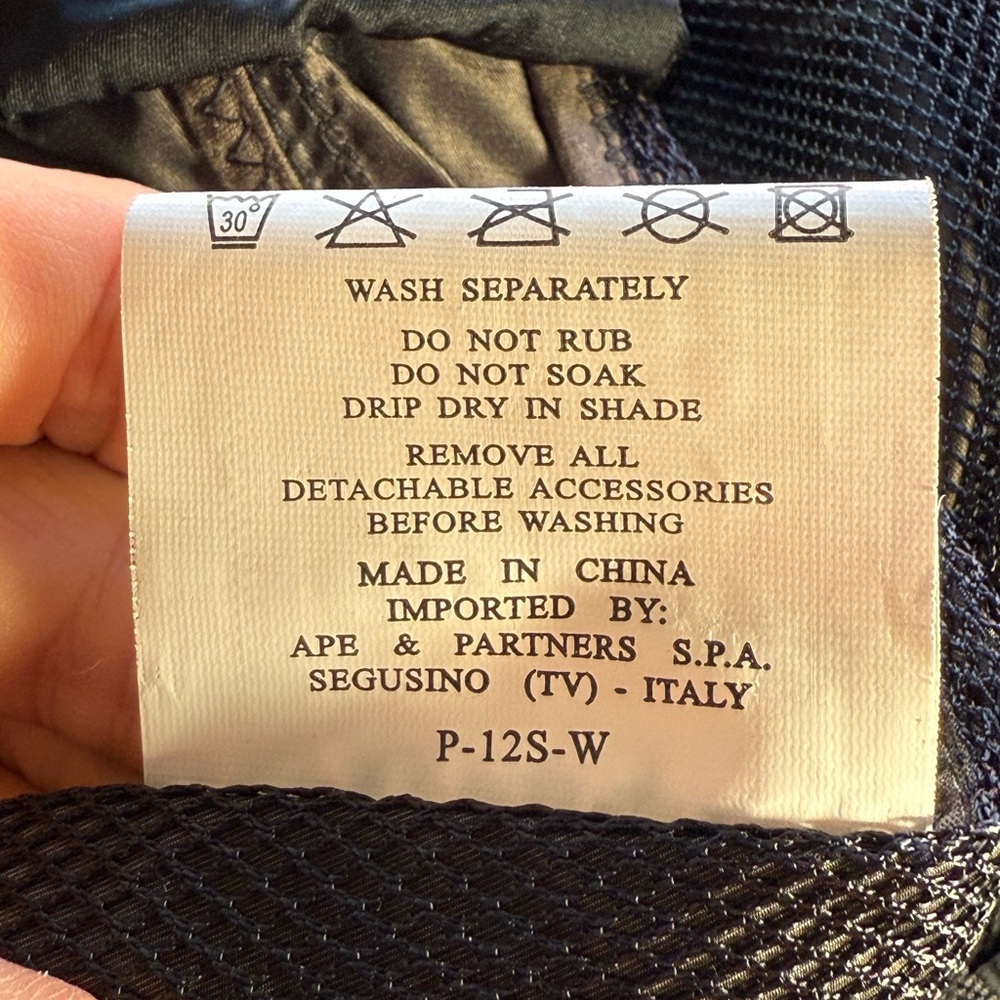 30°
WASH SEPARATELY
DO NOT RUB
DO NOT SOAK
DRIP DRY IN SHADE
REMOVE ALL
DETACHABLE ACCESSORIES
BEFORE WASHING
MADE IN CHINA
IMPORTED BY:
APE & PARTNERS S.P.A.
SEGUSINO (TV) - ITALY
P-12S-W